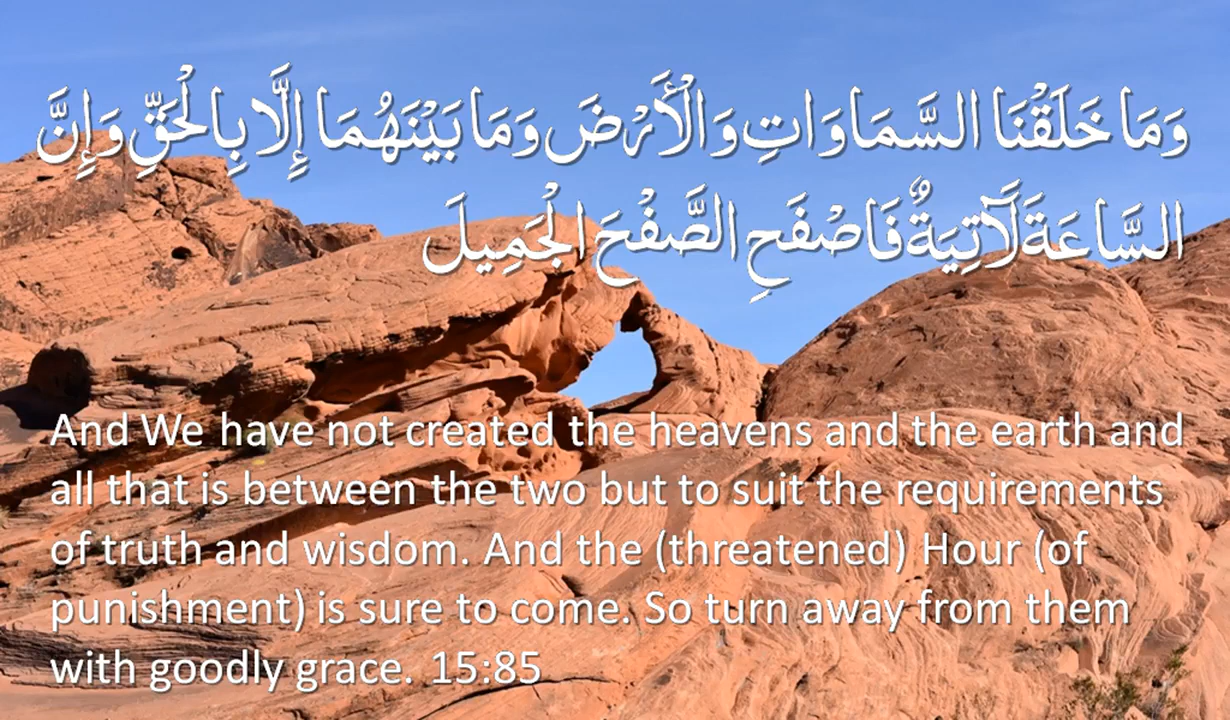 وَمَا خَلَقْنَا السَّمَاوَاتِ وَالْأَرْضَ وَمَا بَيْنَهُمَا إِلَّا بِالْحَقِّ وَإِنَّ
السَّاعَةَ لَآتِيَةٌ فَاصْفَحِ الصَّفْحَ الْجَمِيلَ
And We have not created the heavens and the earth and
all that is between the two but to suit the requirements
of truth and wisdom. And the (threatened) Hour (of
punishment) is sure to come. So turn away from them
with goodly grace. 15:85